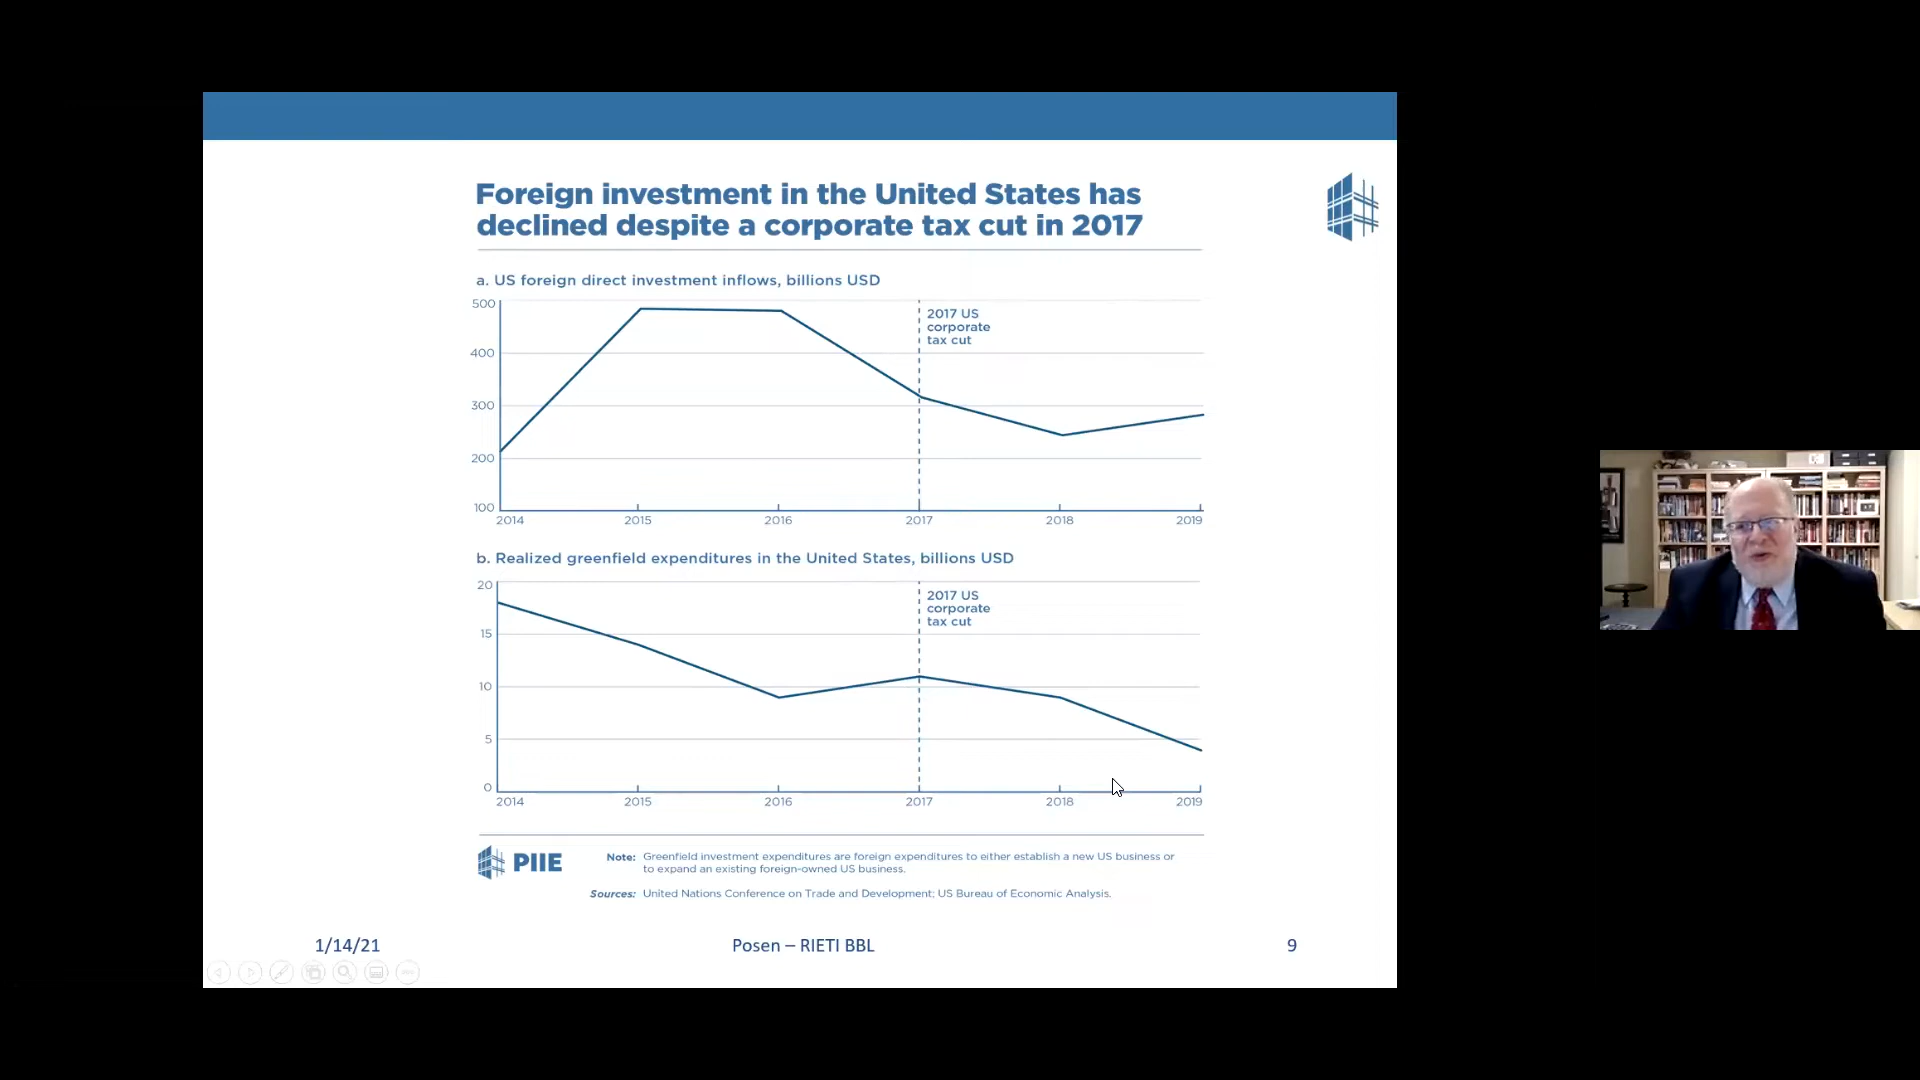 Foreign investment in the United States has
declined despite a corporate tax cut in 2017
a. US foreign direct investment inflows, billions USD
500
400
300
200
100
2017 US
corporate
tax cut
2014 2015 2016 2017 2018 2019
b. Realized greenfield expenditures in the United States, billions USD
20
15
10
5
0
2017 US
corporate
tax cut
2014 2015 2016 2017 2018 2019
PIIE
Note: Greenfield investment expenditures are foreign expenditures to either establish a new US business or
to expand an existing foreign-owned US business.
Sources: United Nations Conference on Trade and Development; US Bureau of Economic Analysis.
1/14/21 Posen – RIETI BBL 9